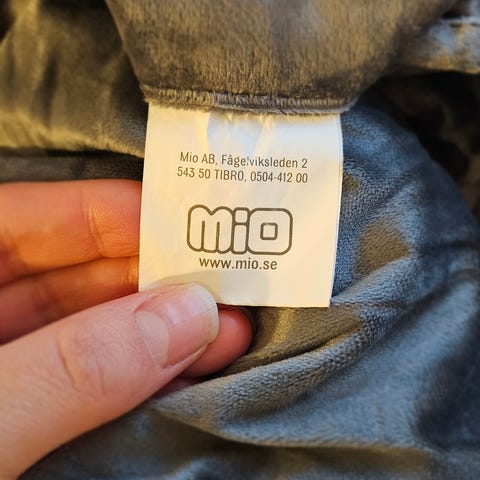 Mio AB, Fågelviksleden 2
543 50 TIBRO, 0504-412 00
mio
www.mio.se